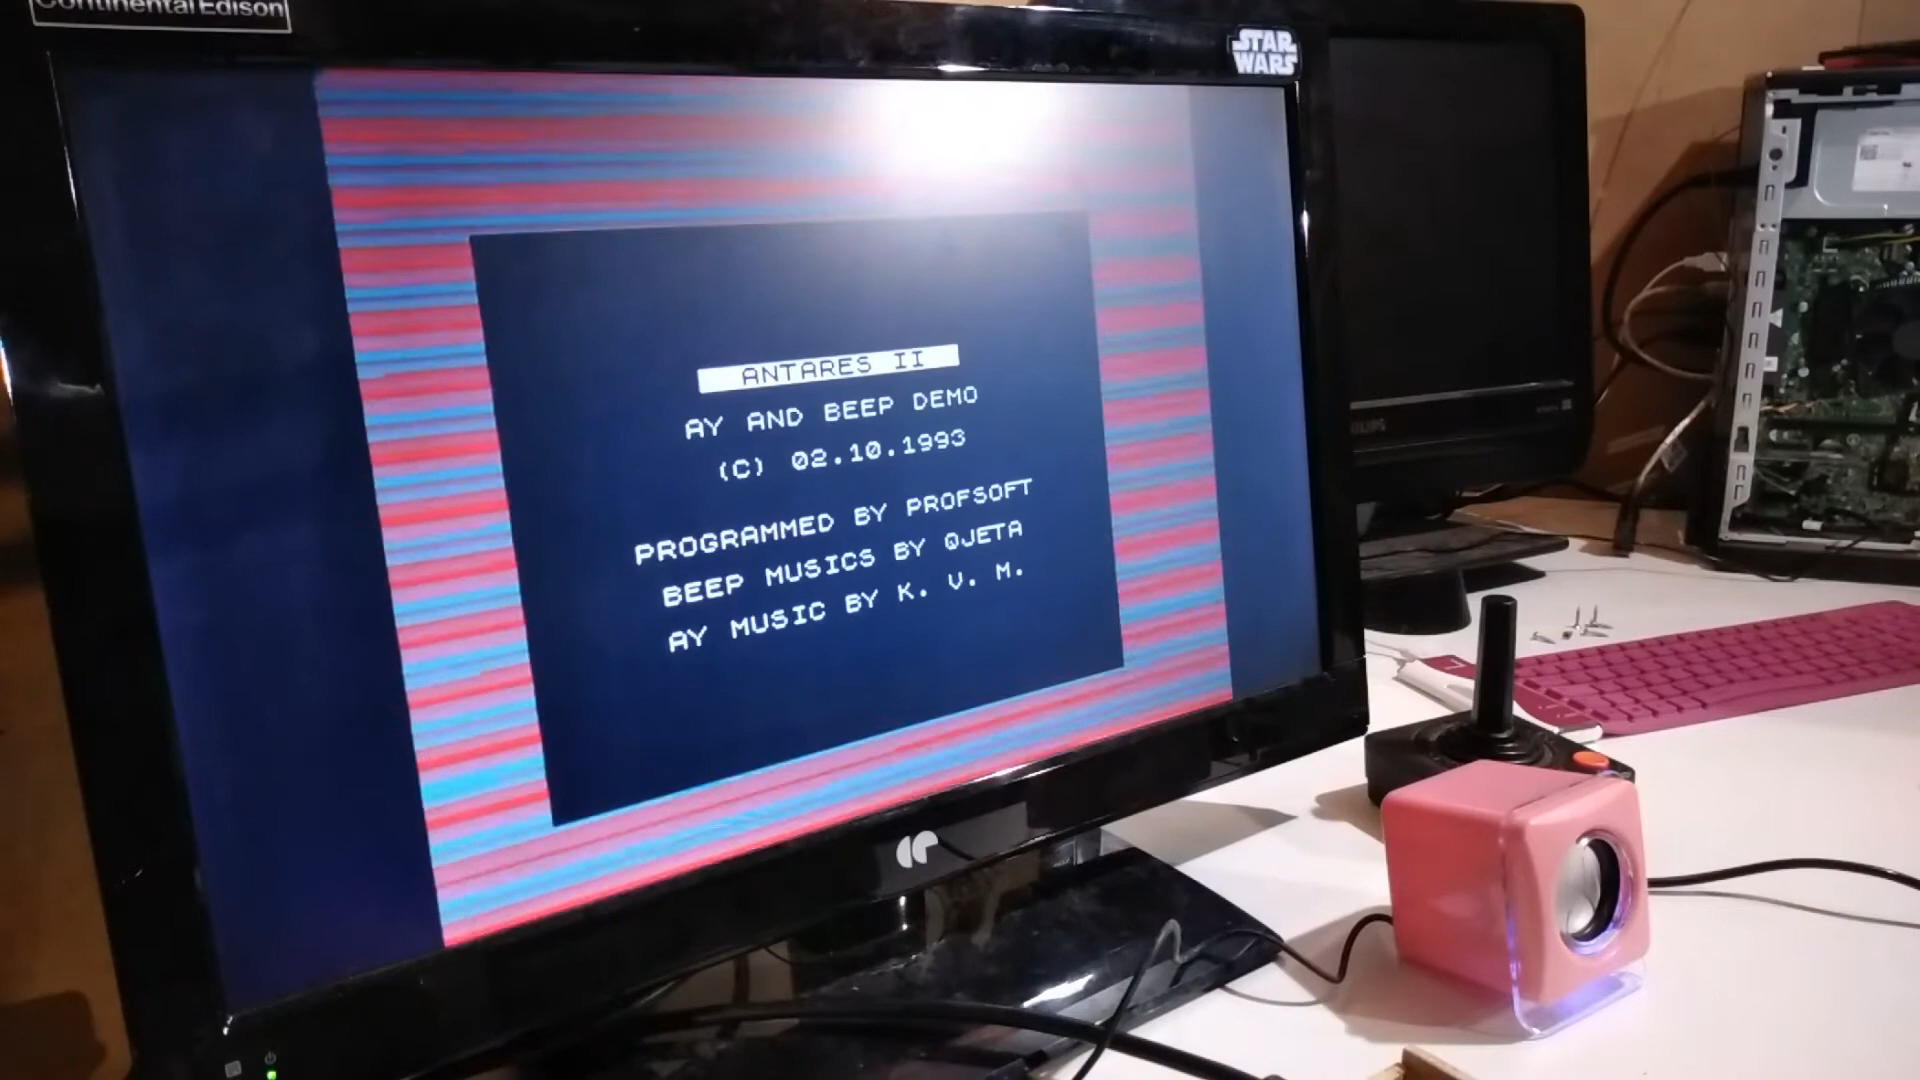 Continental Edison
STAR
WARS
ANTARES II
AY AND BEEP DEMO
(C) 02.10.1993
PROGRAMMED BY PROFSOFT
BEEP MUSICS BY QJETA
AY MUSIC BY K. V. M.
PHILIPS